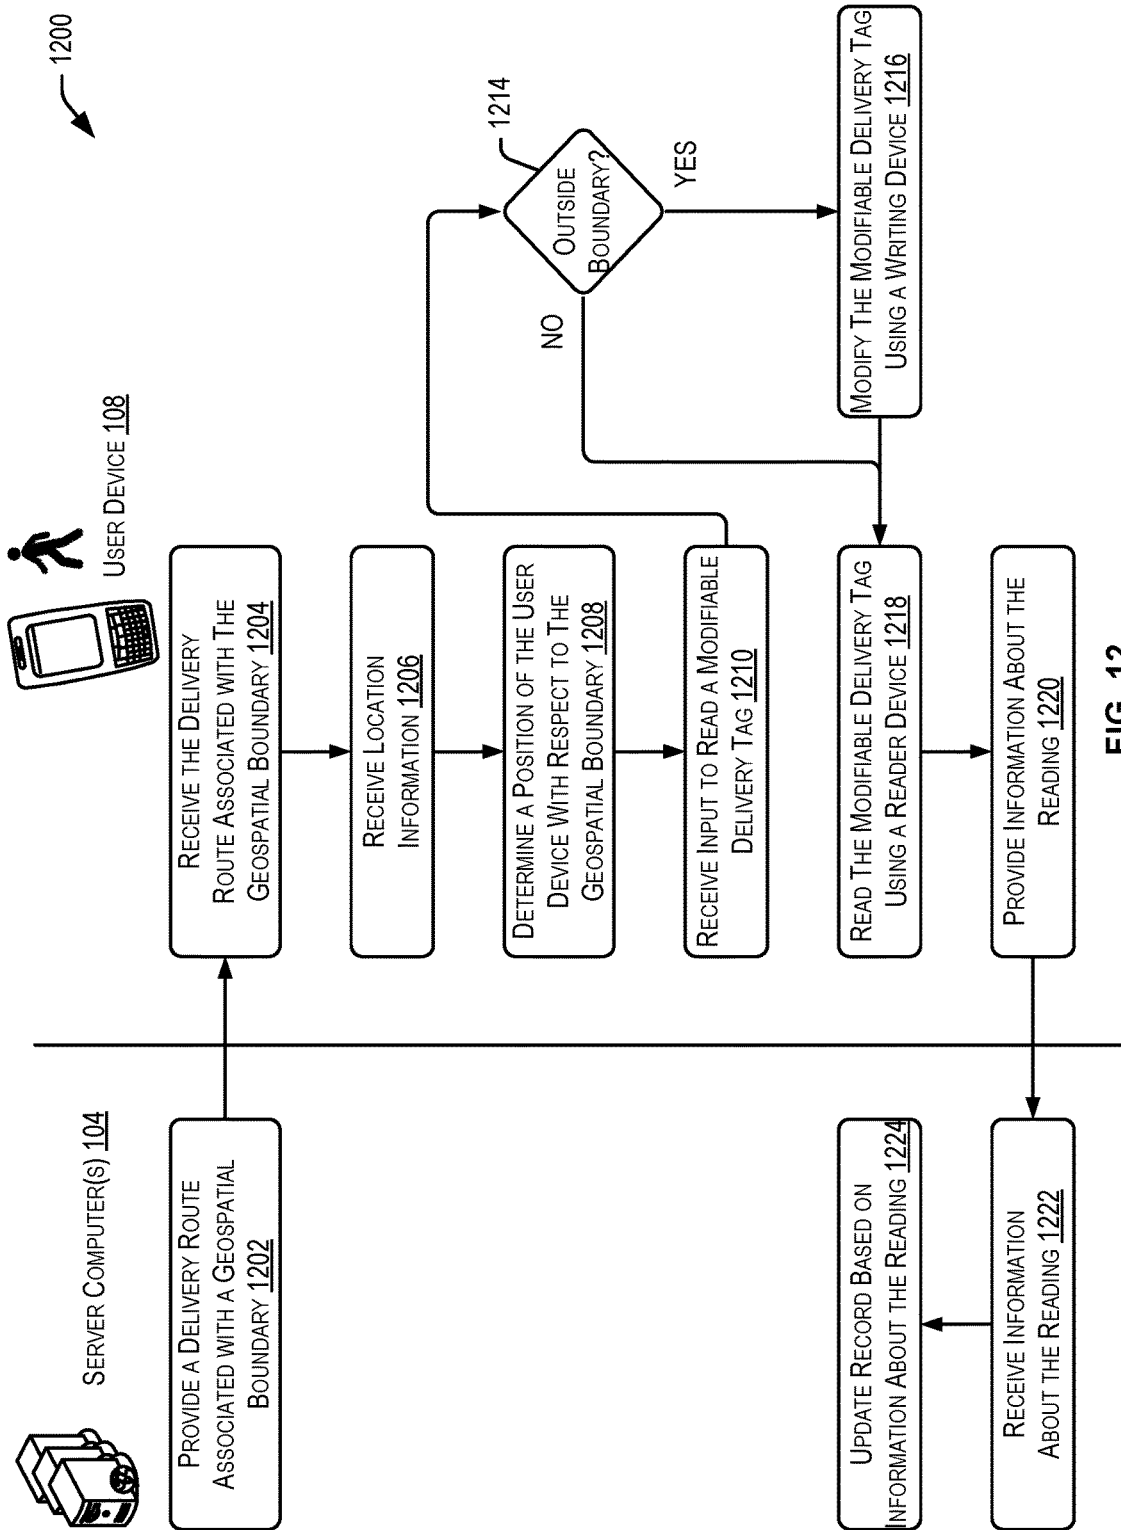 1200
SERVER COMPUTER(S) 104
USER DEVICE 108
PROVIDE A DELIVERY ROUTE
ASSOCIATED WITH A GEOSPATIAL
BOUNDARY 1202
RECEIVE THE DELIVERY
ROUTE ASSOCIATED WITH THE
GEOSPATIAL BOUNDARY 1204
RECEIVE LOCATION
INFORMATION 1206
DETERMINE A POSITION OF THE USER
DEVICE WITH RESPECT TO THE
GEOSPATIAL BOUNDARY 1208
RECEIVE INPUT TO READ A MODIFIABLE
DELIVERY TAG 1210
1214
OUTSIDE
BOUNDARY?
NO
YES
MODIFY THE MODIFIABLE DELIVERY TAG
USING A WRITING DEVICE 1216
READ THE MODIFIABLE DELIVERY TAG
USING A READER DEVICE 1218
PROVIDE INFORMATION ABOUT THE
READING 1220
RECEIVE INFORMATION
ABOUT THE READING 1222
UPDATE RECORD BASED ON
INFORMATION ABOUT THE READING 1224
FIG. 12